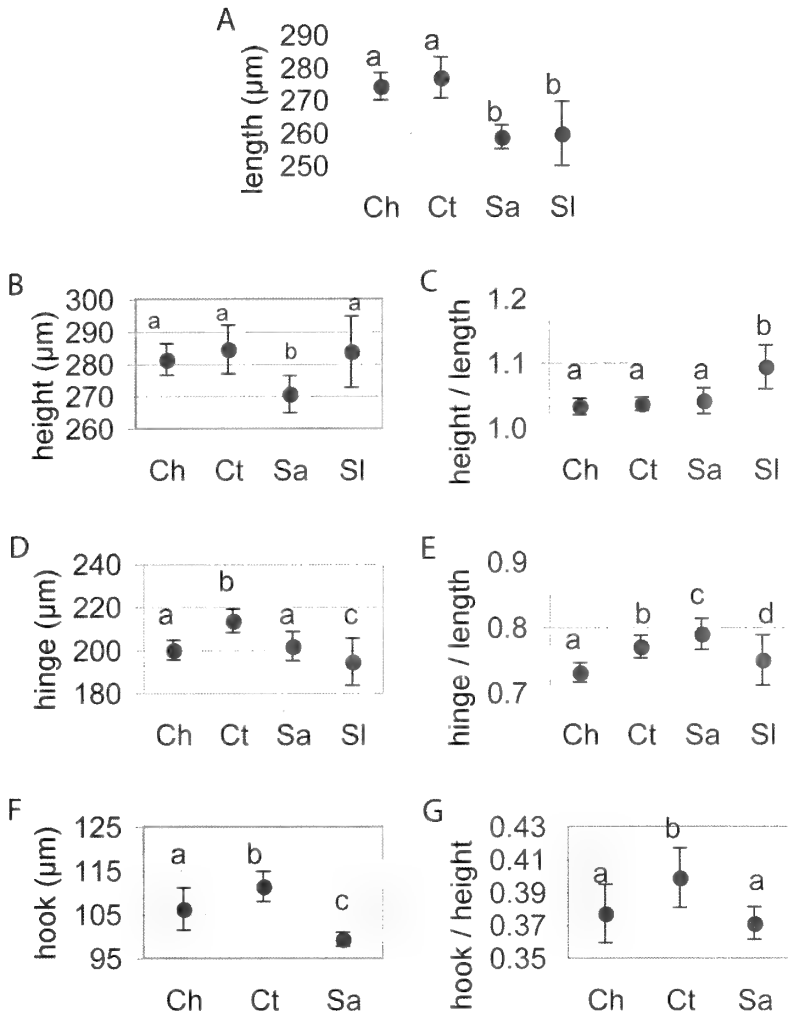 A
length (µm)
290
280
270
260
250
a
a
b
b
Ch Ct Sa Sl
B
height (µm)
300
290
280
270
260
a
a
b
a
Ch Ct Sa Sl
C
height / length
1.2
1.1
1.0
a
a
a
b
Ch Ct Sa Sl
D
hinge (µm)
240
220
200
180
a
b
a
c
Ch Ct Sa Sl
E
hinge / length
0.9
0.8
0.7
a
b
c
d
Ch Ct Sa Sl
F
hook (µm)
125
115
105
95
a
b
c
Ch Ct Sa
G
hook / height
0.43
0.41
0.39
0.37
0.35
a
b
a
Ch Ct Sa